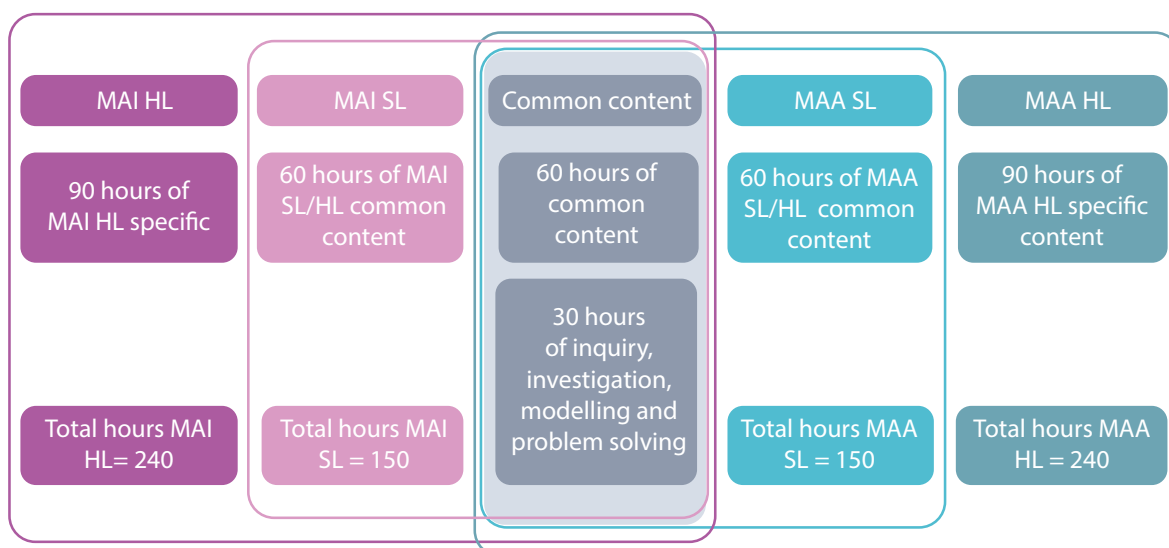 MAI HL
MAI SL
Common content
MAA SL
MAA HL
90 hours of
MAI HL specific
60 hours of MAI
SL/HL common
content
60 hours of
common
content
60 hours of MAA
SL/HL common
content
90 hours of
MAA HL specific
content
30 hours
of inquiry,
investigation,
modelling and
problem solving
Total hours MAI
HL= 240
Total hours MAI
SL = 150
Total hours MAA
SL = 150
Total hours MAA
HL = 240